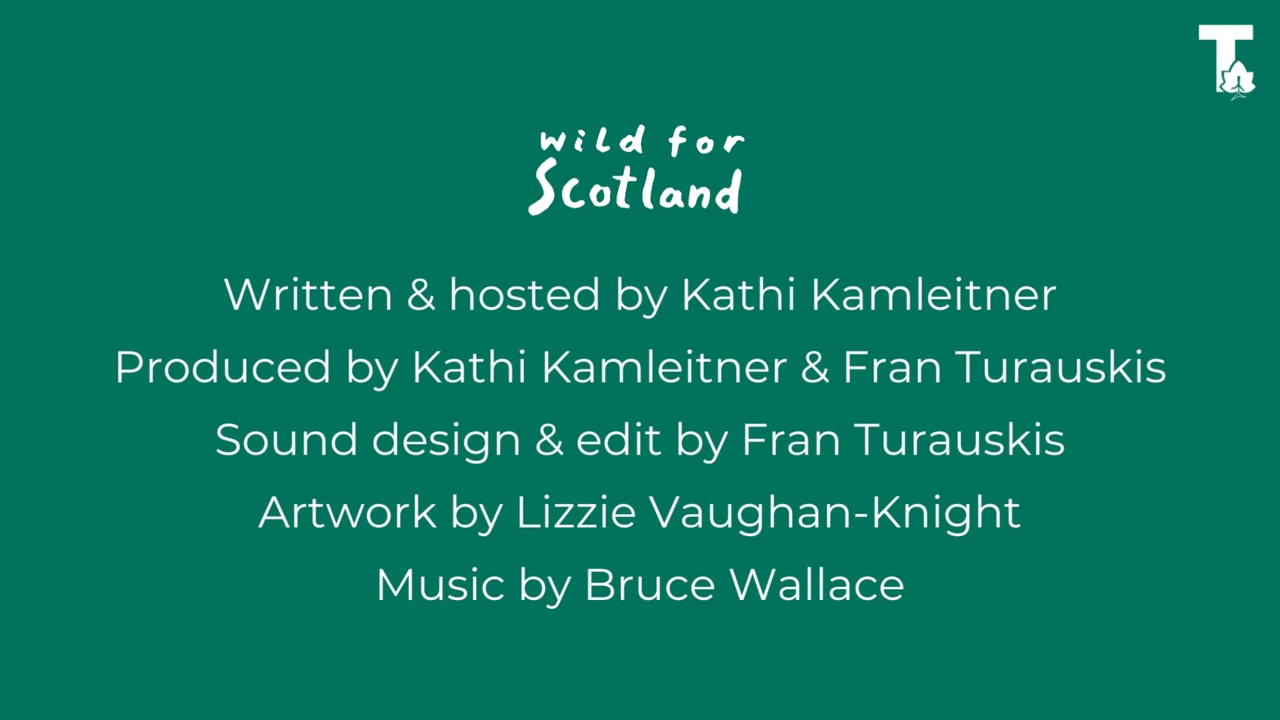 T
wild for
Scotland
Written & hosted by Kathi Kamleitner
Produced by Kathi Kamleitner & Fran Turauskis
Sound design & edit by Fran Turauskis
Artwork by Lizzie Vaughan-Knight
Music by Bruce Wallace